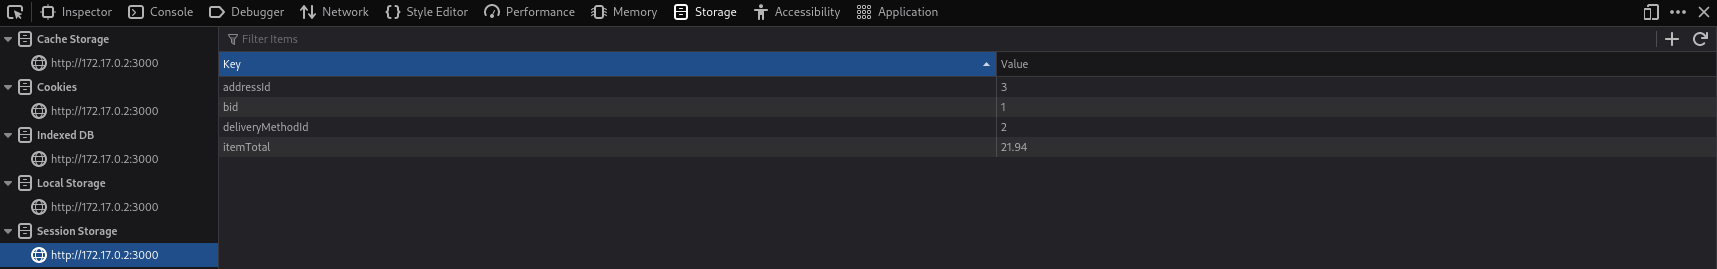 Inspector Console Debugger Network Style Editor Performance Memory Storage Accessibility Application
Cache Storage
http://172.17.0.2:3000
Cookies
http://172.17.0.2:3000
Indexed DB
http://172.17.0.2:3000
Local Storage
http://172.17.0.2:3000
Session Storage
http://172.17.0.2:3000
Filter Items
Key Value
addressId 3
bid 1
deliveryMethodId 2
itemTotal 21.94